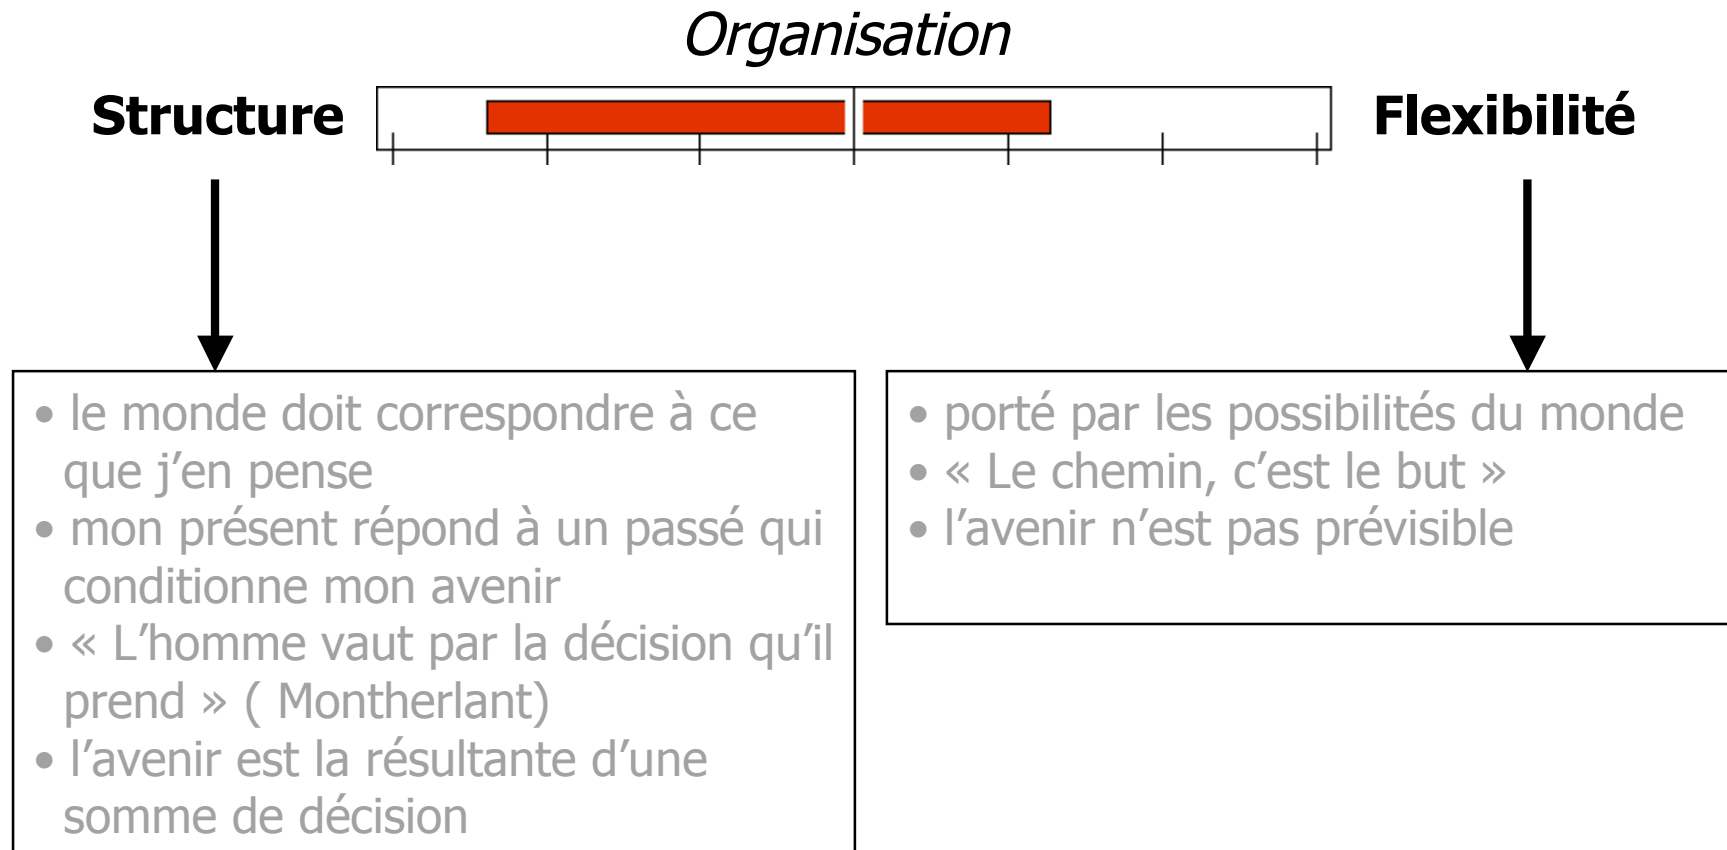 Organisation
Structure
Flexibilité
• le monde doit correspondre à ce
que j’en pense
• mon présent répond à un passé qui
conditionne mon avenir
• « L’homme vaut par la décision qu’il
prend » ( Montherlant)
• l’avenir est la résultante d’une
somme de décision
• porté par les possibilités du monde
• « Le chemin, c’est le but »
• l’avenir n’est pas prévisible